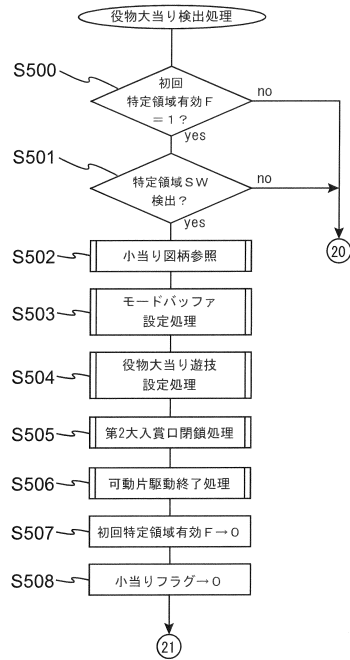 役物大当り検出処理
S500
初回
特定領域有効F
=1?
no
yes
S501
特定領域SW
検出?
no
yes
20
S502
小当り図柄参照
S503
モードバッファ
設定処理
S504
役物大当り遊技
設定処理
S505
第2大入賞口閉鎖処理
S506
可動片駆動終了処理
S507
初回特定領域有効F→0
S508
小当りフラグ→0
21